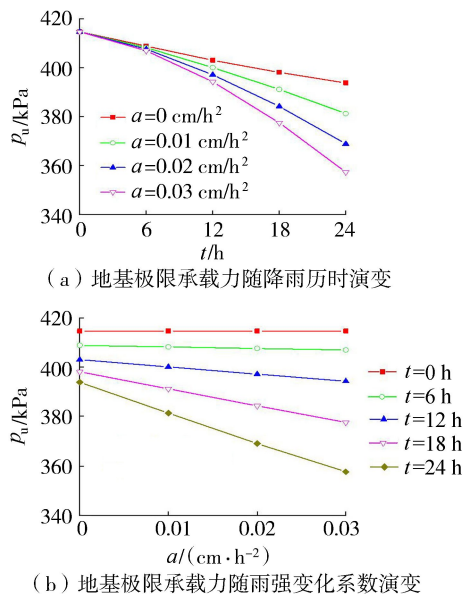 420
400
380
360
340
pu/kPa
a=0 cm/h²
a=0.01 cm/h²
a=0.02 cm/h²
a=0.03 cm/h²
0 6 12 18 24
t/h
（a）地基极限承载力随降雨历时演变
420
400
380
360
340
pu/kPa
t=0 h
t=6 h
t=12 h
t=18 h
t=24 h
0 0.01 0.02 0.03
a/(cm·h⁻²)
（b）地基极限承载力随雨强变化系数演变